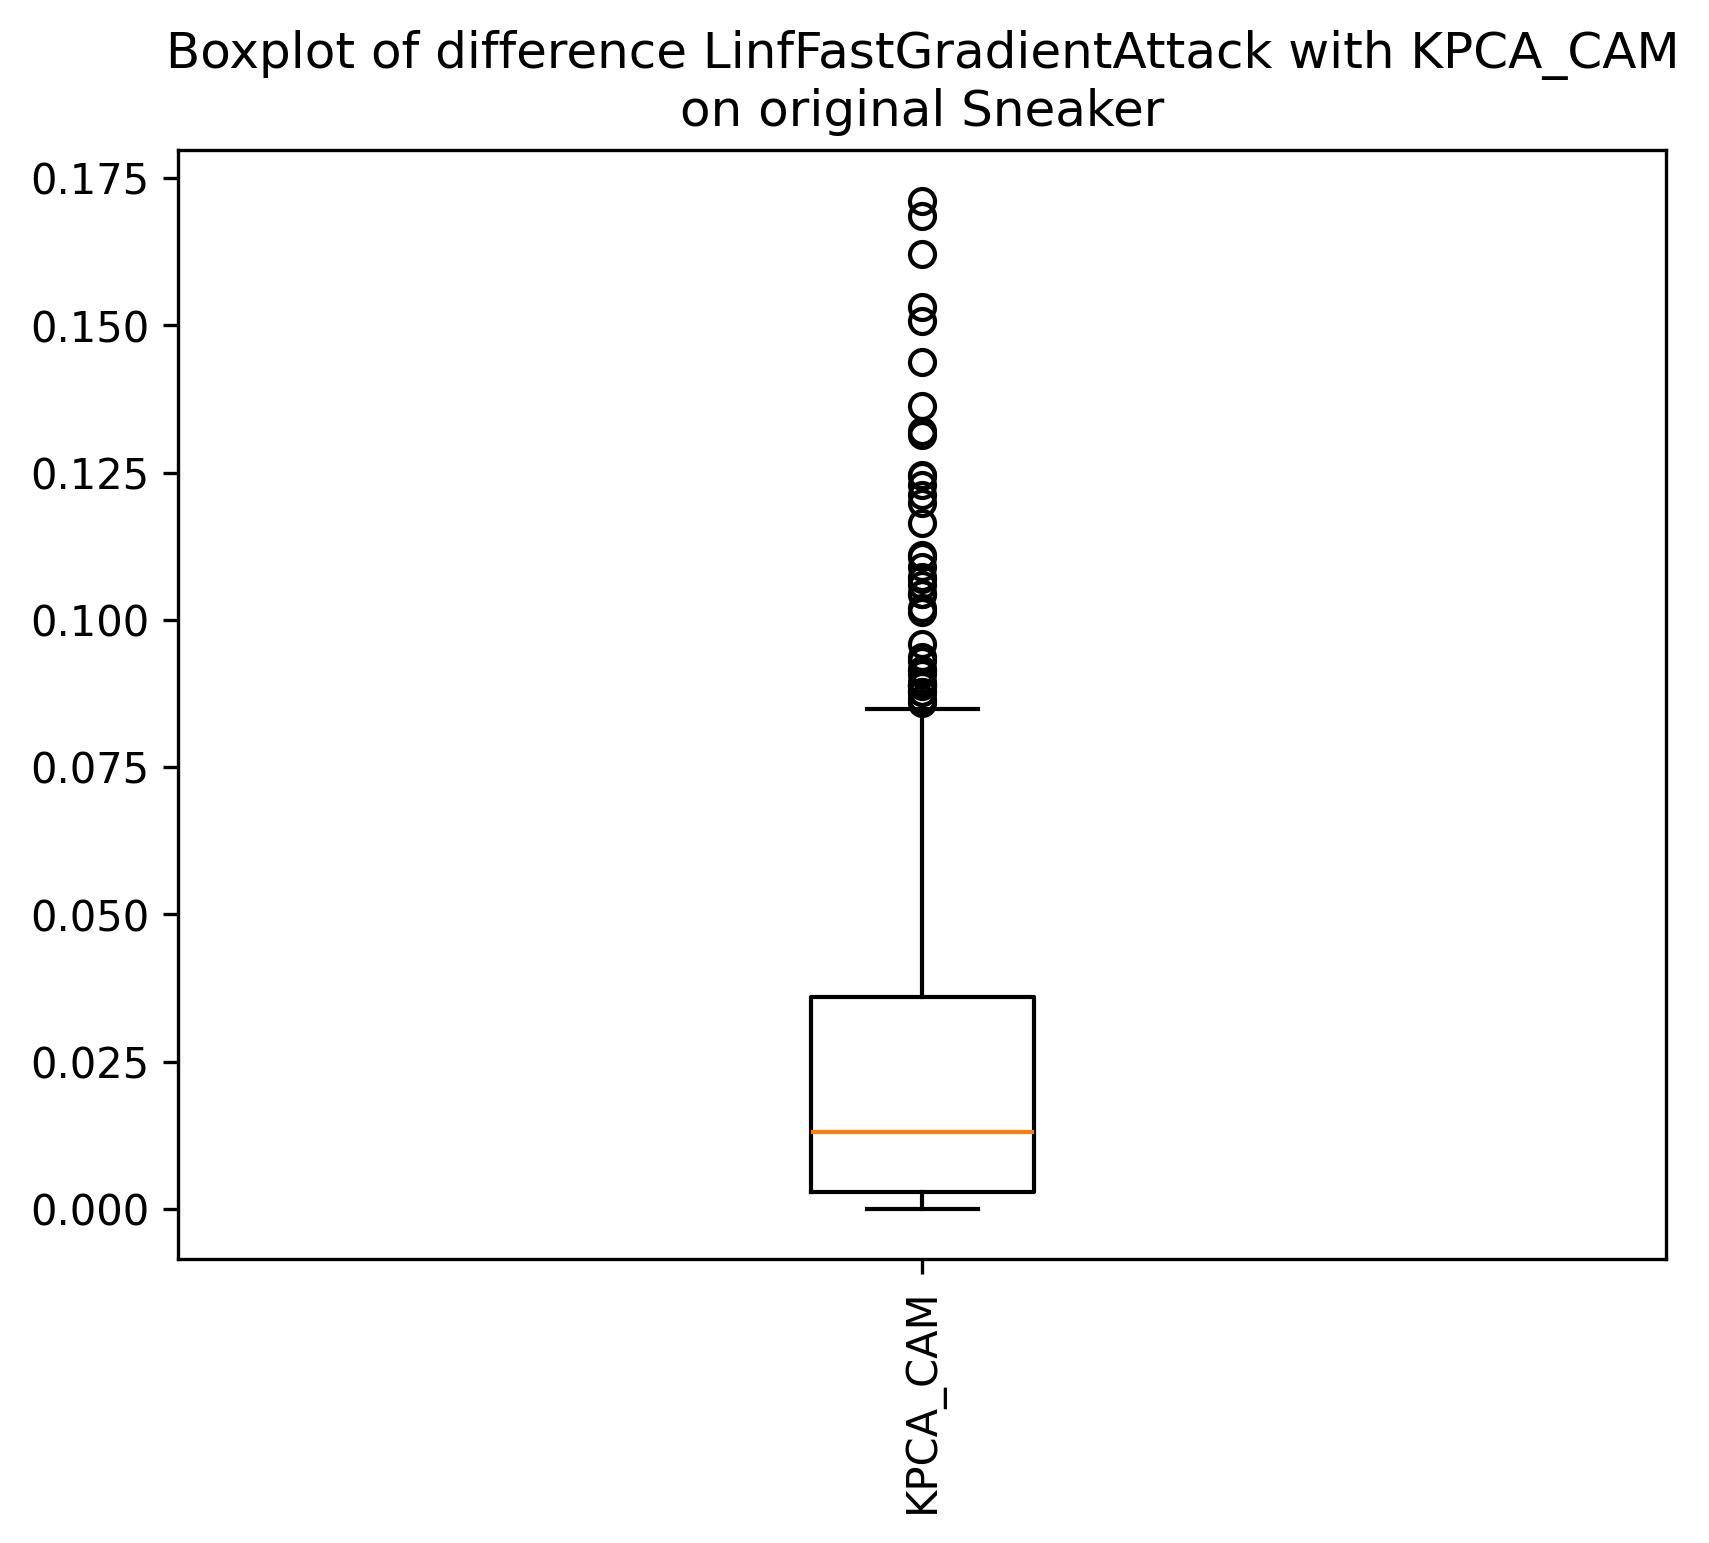 Boxplot of difference LinfFastGradientAttack with KPCA_CAM
on original Sneaker
0.175
0.150
0.125
0.100
0.075
0.050
0.025
0.000
KPCA_CAM